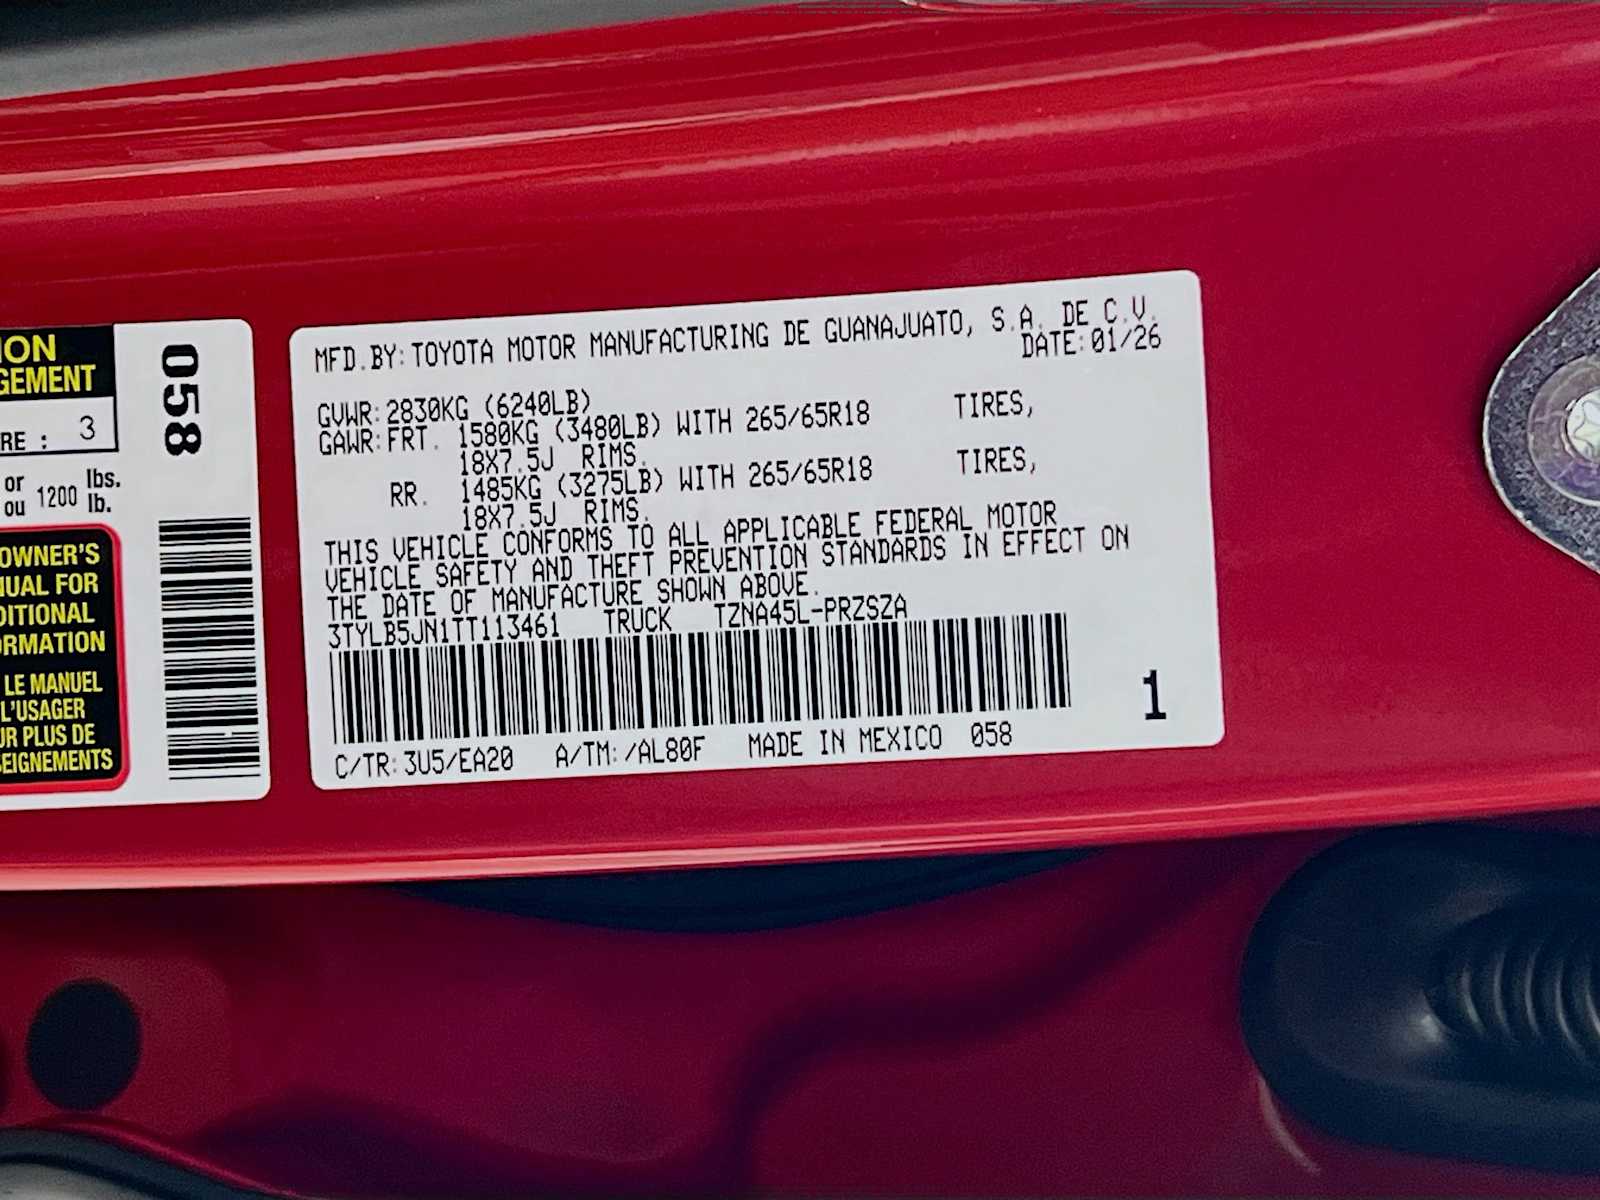 ION
GEMENT
RE : 3
or
ou 1200 lbs.
lb.
OWNER'S
UAL FOR
DITIONAL
ORMATION
LE MANUEL
L'USAGER
UR PLUS DE
SEIGNEMENTS
058
MFD.BY:TOYOTA MOTOR MANUFACTURING DE GUANAJUATO, S.A. DE C.V.
DATE:01/26
GVWR:2830KG (6240LB)
GAWR:FRT. 1580KG (3480LB) WITH 265/65R18 TIRES,
18X7.5J RIMS.
RR. 1485KG (3275LB) WITH 265/65R18 TIRES,
18X7.5J RIMS.
THIS VEHICLE CONFORMS TO ALL APPLICABLE FEDERAL MOTOR
VEHICLE SAFETY AND THEFT PREVENTION STANDARDS IN EFFECT ON
THE DATE OF MANUFACTURE SHOWN ABOVE.
3TYLB5JN1TT113461 TRUCK TZNA45L-PRZSZA
1
C/TR:3U5/EA20 A/TM:/AL80F MADE IN MEXICO 058